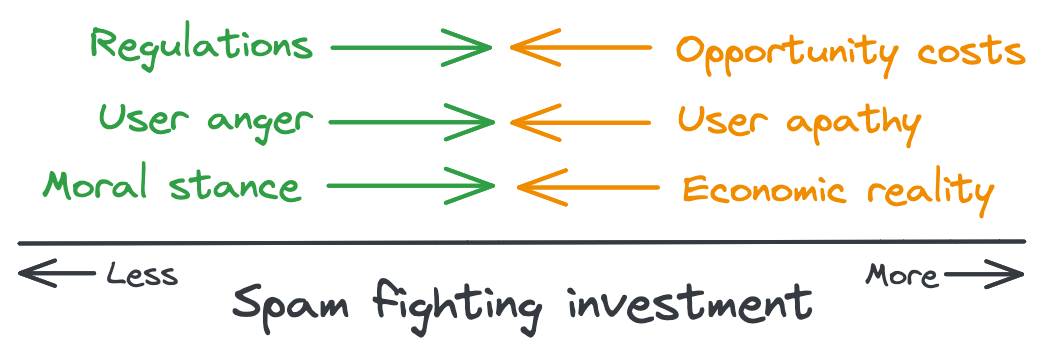 Regulations
Opportunity costs
User anger
User apathy
Moral stance
Economic reality
Less
More
Spam fighting investment